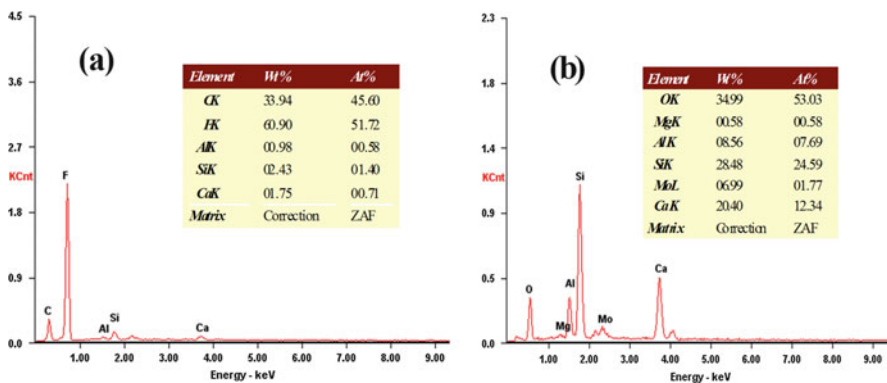 (a)
4.5
3.6
2.7
KCnt
1.8
0.9
0.0
C
F
Al
Si
Ca
1.00 2.00 3.00 4.00 5.00 6.00 7.00 8.00 9.00
Energy - keV
Element Wt% At%
CK 33.94 45.60
FK 60.90 51.72
AlK 00.98 00.58
SiK 02.43 01.40
CaK 01.75 00.71
Matrix Correction ZAF
(b)
2.3
1.8
1.4
KCnt
0.9
0.5
0.0
O
Mg
Al
Si
Mo
Ca
1.00 2.00 3.00 4.00 5.00 6.00 7.00 8.00 9.00
Energy - keV
Element Wt% At%
OK 34.99 53.03
MgK 00.58 00.58
AlK 08.56 07.69
SiK 28.48 24.59
MoL 06.99 01.77
CaK 20.40 12.34
Matrix Correction ZAF